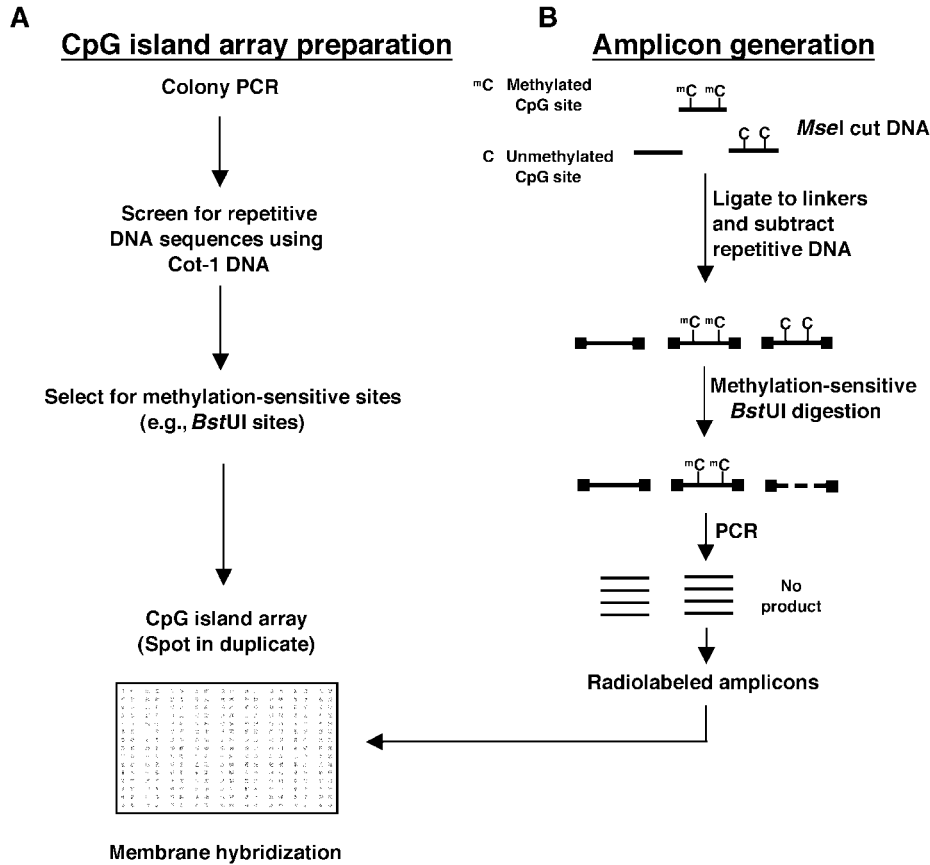 A
CpG island array preparation
Colony PCR
Screen for repetitive
DNA sequences using
Cot-1 DNA
Select for methylation-sensitive sites
(e.g., BstUI sites)
CpG island array
(Spot in duplicate)
Membrane hybridization
B
Amplicon generation
mC Methylated
CpG site
mC mC
MseI cut DNA
C C
C Unmethylated
CpG site
Ligate to linkers
and subtract
repetitive DNA
mC mC C C
Methylation-sensitive
BstUI digestion
mC mC
PCR
No
product
Radiolabeled amplicons